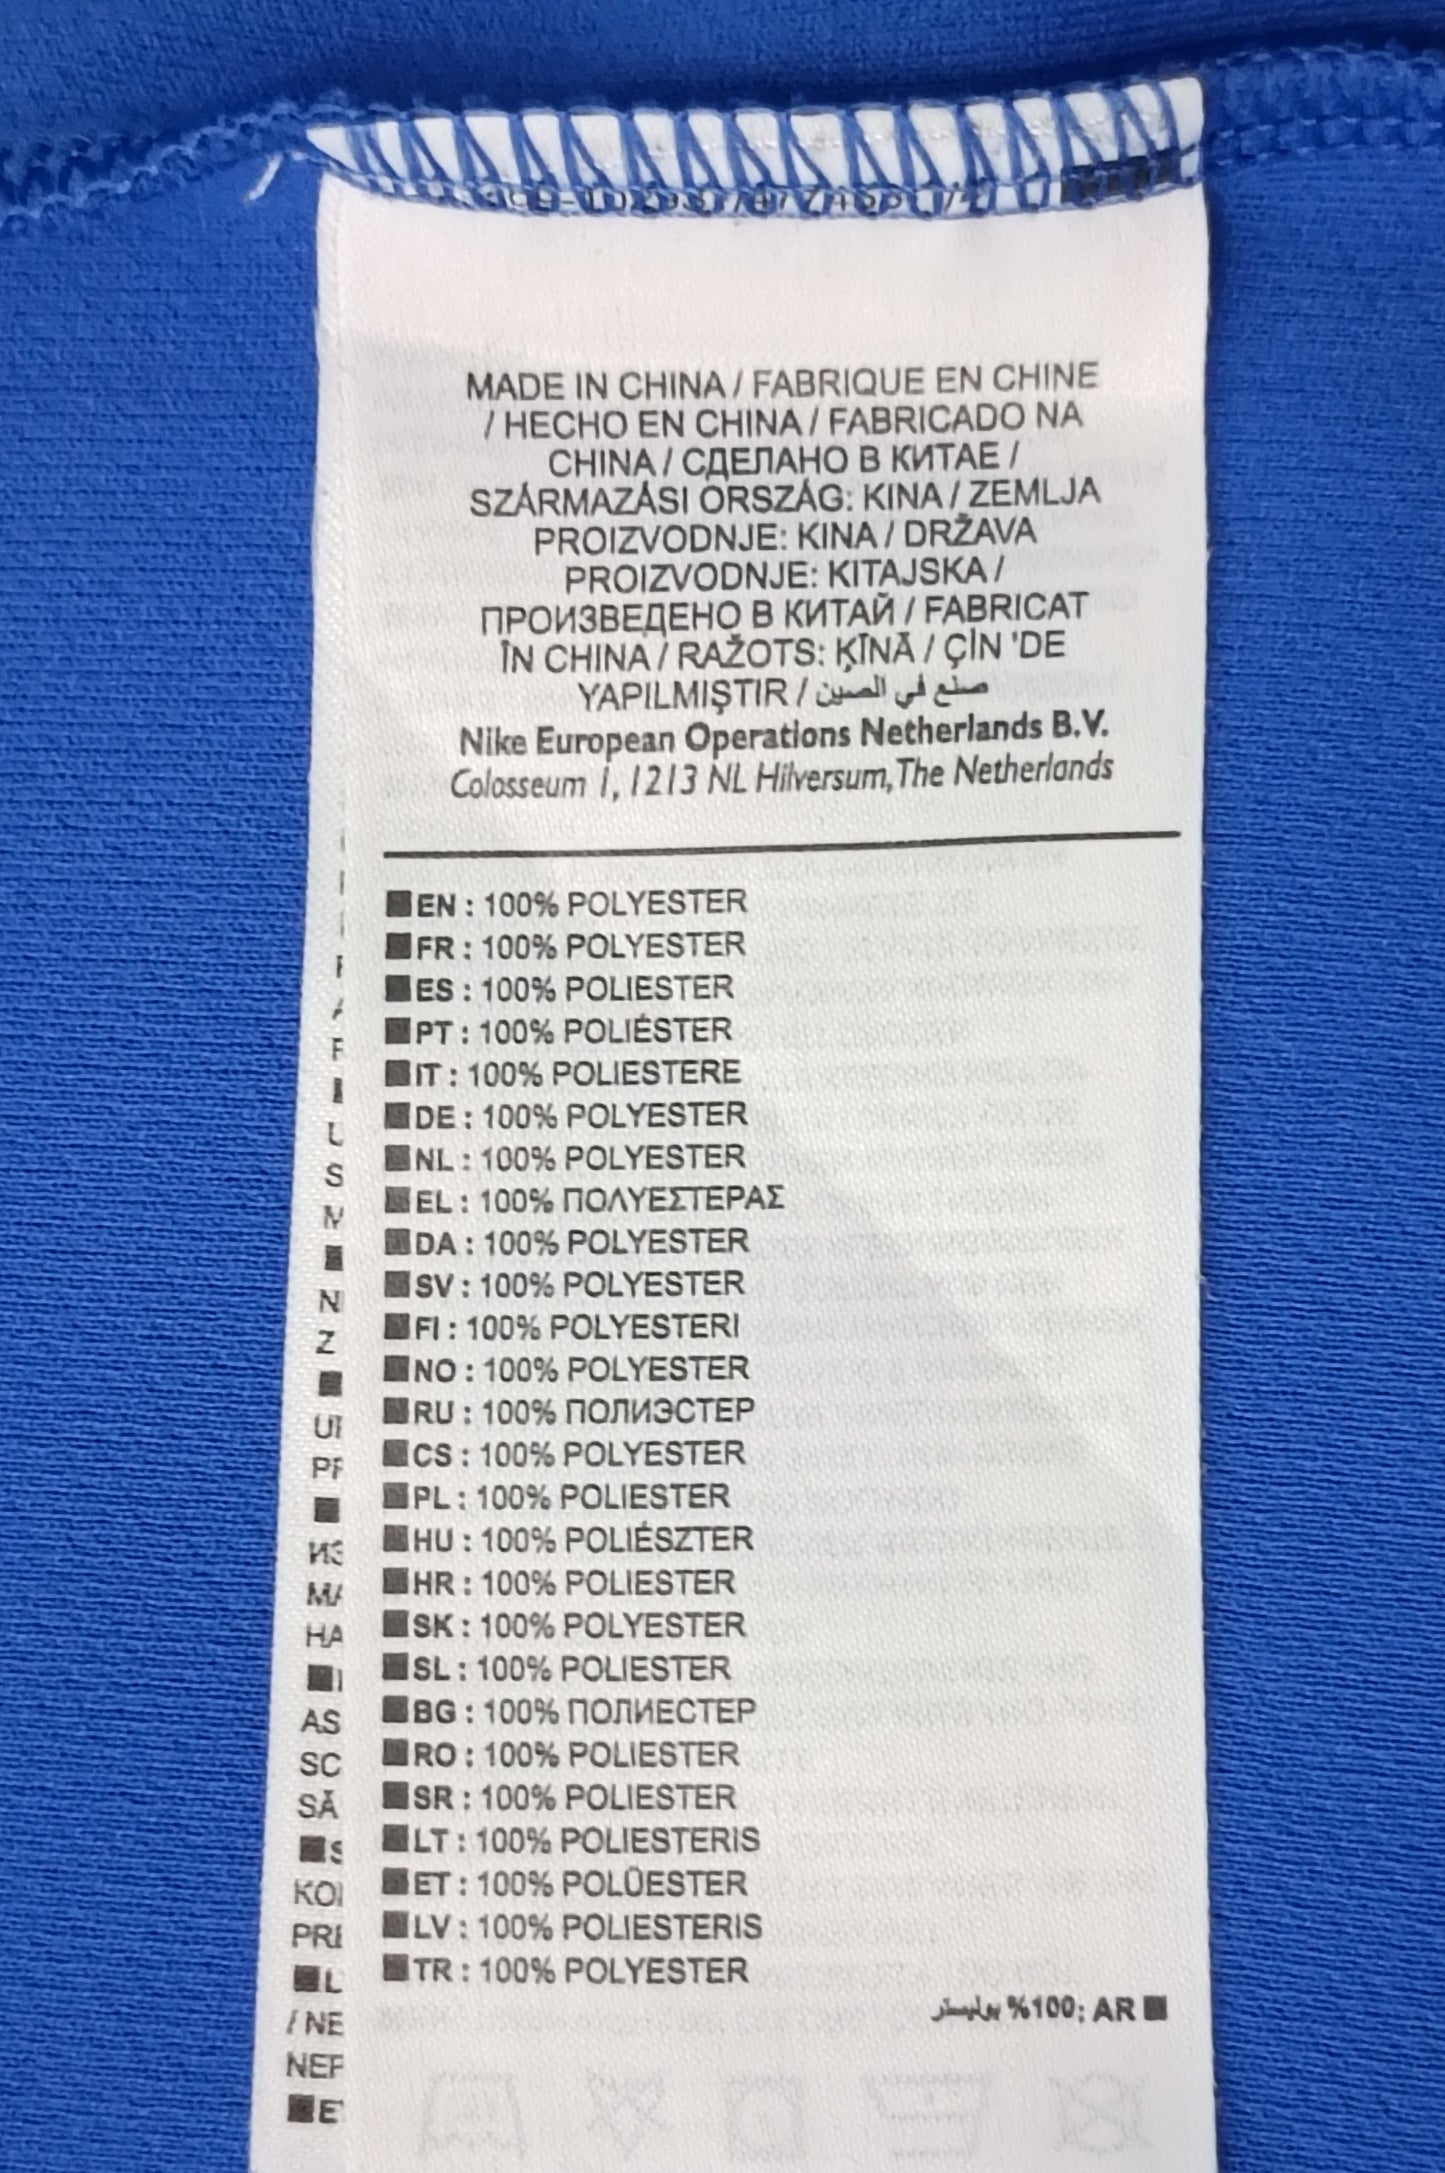 MADE IN CHINA / FABRIQUE EN CHINE
/ HECHO EN CHINA / FABRICADO NA
CHINA / СДЕЛАНО В КИТАЕ /
SZÁRMAZÁSI ORSZÁG: KINA / ZEMLJA
PROIZVODNJE: KINA / DRŽAVA
PROIZVODNJE: KITAJSKA /
ПРОИЗВЕДЕНО В КИТАЙ / FABRICAT
ÎN CHINA / RAŽOTS: ĶĪNĀ / ÇİN 'DE
YAPILMIŞTIR / صنع في الصين
Nike European Operations Netherlands B.V.
Colosseum 1, 1213 NL Hilversum, The Netherlands
■EN : 100% POLYESTER
■FR : 100% POLYESTER
■ES : 100% POLIESTER
■PT : 100% POLIÉSTER
■IT : 100% POLIESTERE
■DE : 100% POLYESTER
■NL : 100% POLYESTER
■EL : 100% ΠΟΛΥΕΣΤΕΡΑΣ
■DA : 100% POLYESTER
■SV : 100% POLYESTER
■FI : 100% POLYESTERI
■NO : 100% POLYESTER
■RU : 100% ПОЛИЭСТЕР
■CS : 100% POLYESTER
■PL : 100% POLIESTER
■HU : 100% POLIÉSZTER
■HR : 100% POLIESTER
■SK : 100% POLYESTER
■SL : 100% POLIESTER
■BG : 100% ПОЛИЕСТЕР
■RO : 100% POLIESTER
■SR : 100% POLIESTER
■LT : 100% POLIESTERIS
■ET : 100% POLÜESTER
■LV : 100% POLIESTERIS
■TR : 100% POLYESTER
■ AR :100% بوليستر